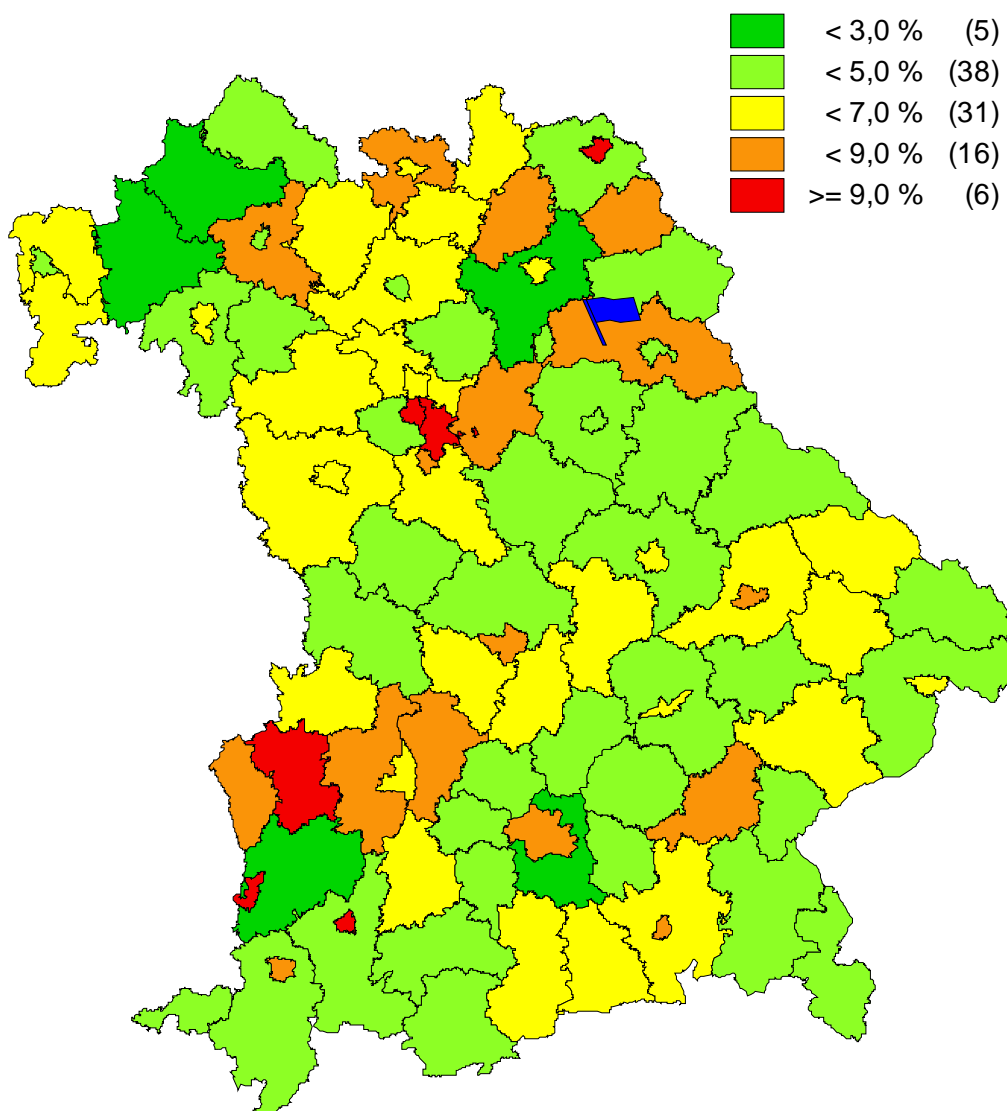 < 3,0 % (5)
< 5,0 % (38)
< 7,0 % (31)
< 9,0 % (16)
>= 9,0 % (6)